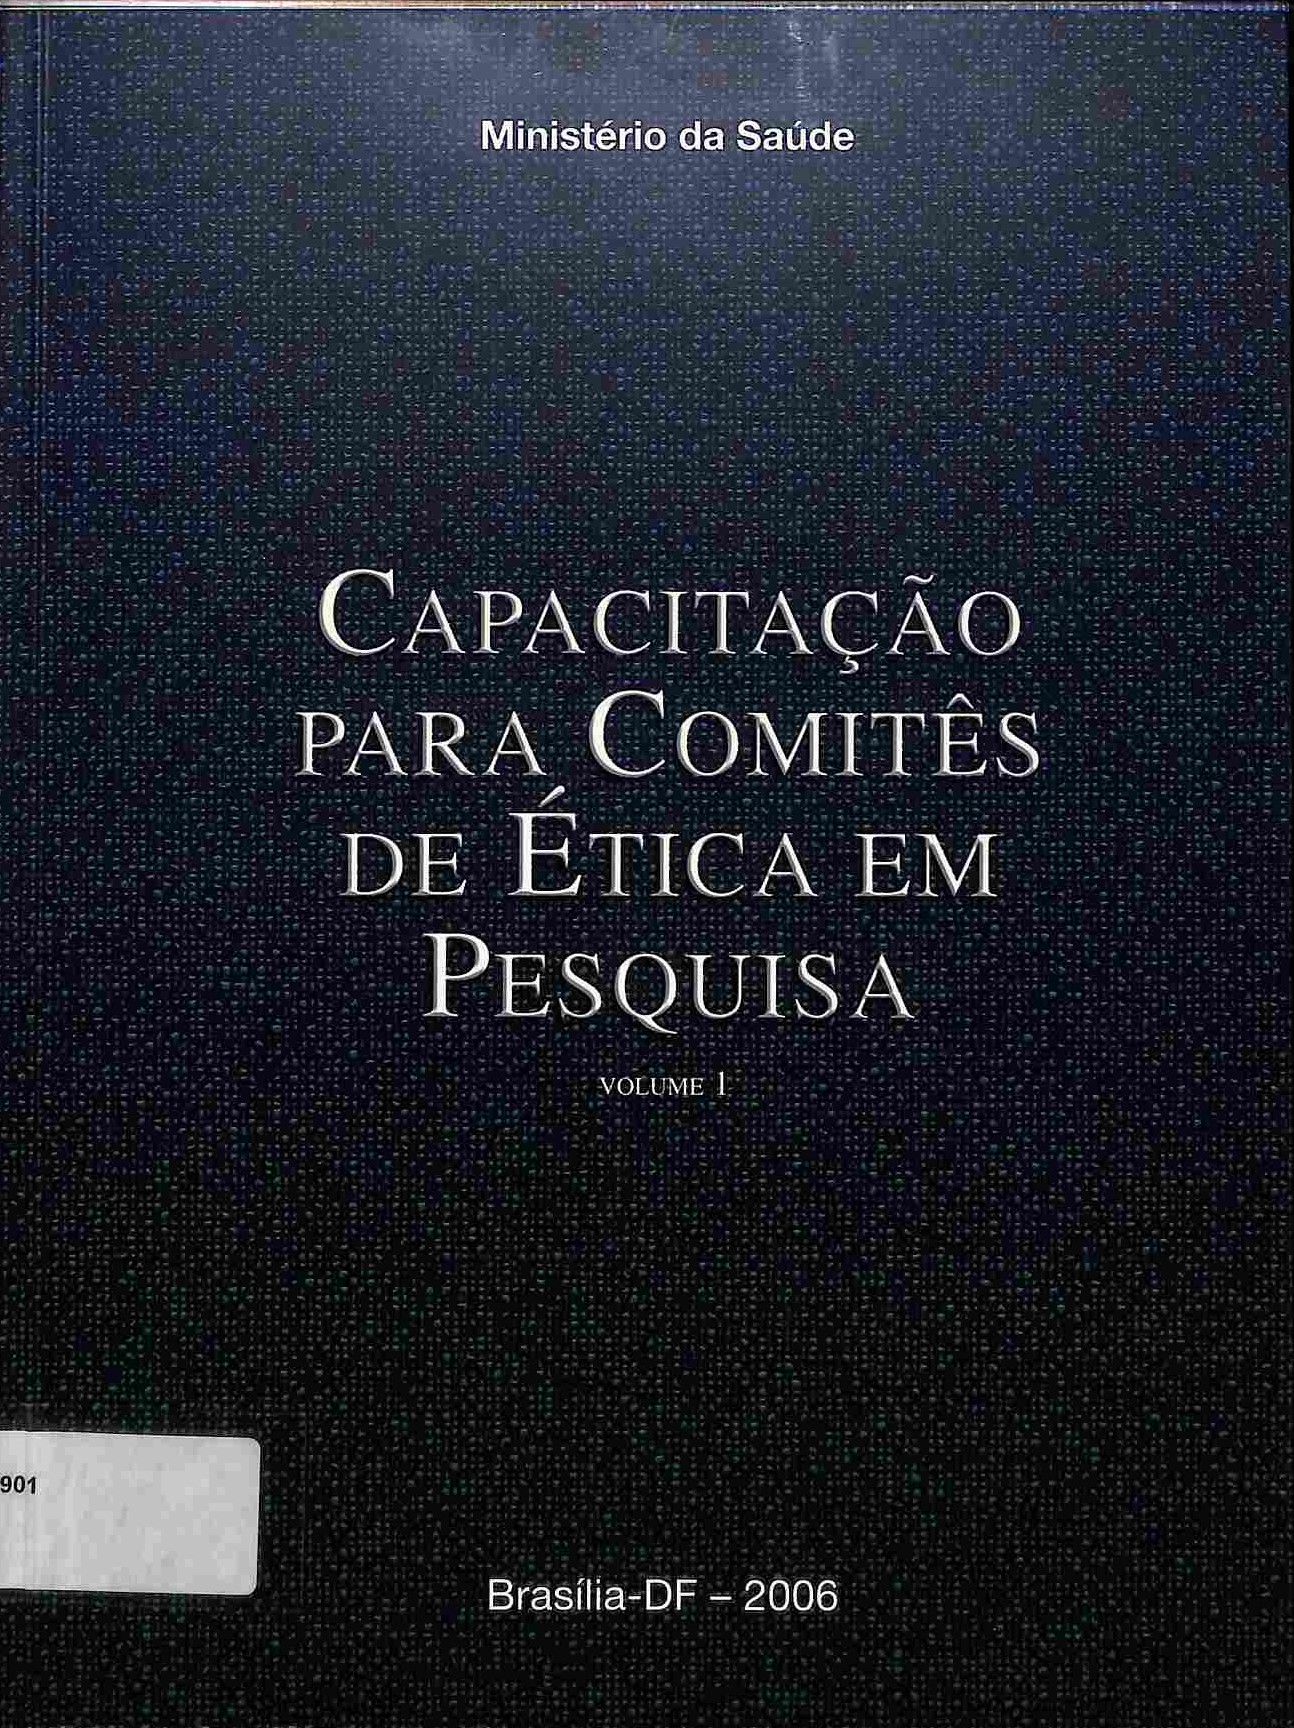 Ministério da Saúde
CAPACITAÇÃO
PARA COMITÊS
DE ÉTICA EM
PESQUISA
VOLUME 1
901
Brasília-DF – 2006